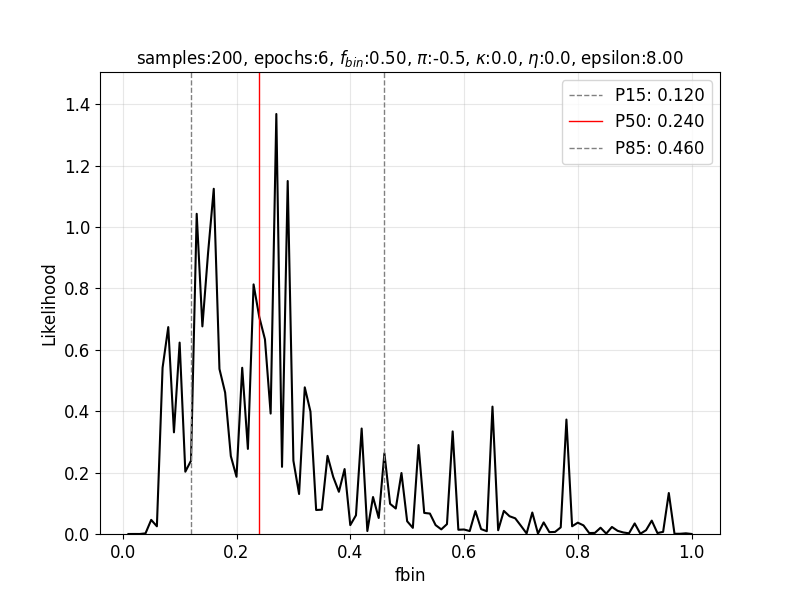 samples:200, epochs:6, f_bin:0.50, π:-0.5, κ:0.0, η:0.0, epsilon:8.00
P15: 0.120
P50: 0.240
P85: 0.460
1.4
1.2
1.0
0.8
0.6
0.4
0.2
0.0
Likelihood
0.0 0.2 0.4 0.6 0.8 1.0
fbin